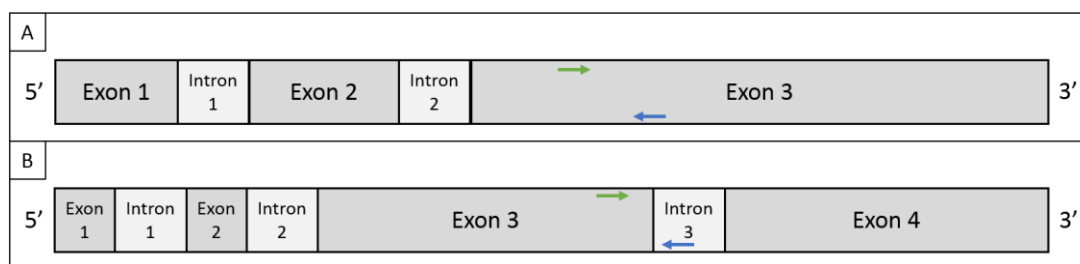 A
5’ Exon 1 Intron 1 Exon 2 Intron 2 Exon 3 3’
B
5’ Exon 1 Intron 1 Exon 2 Intron 2 Exon 3 Intron 3 Exon 4 3’